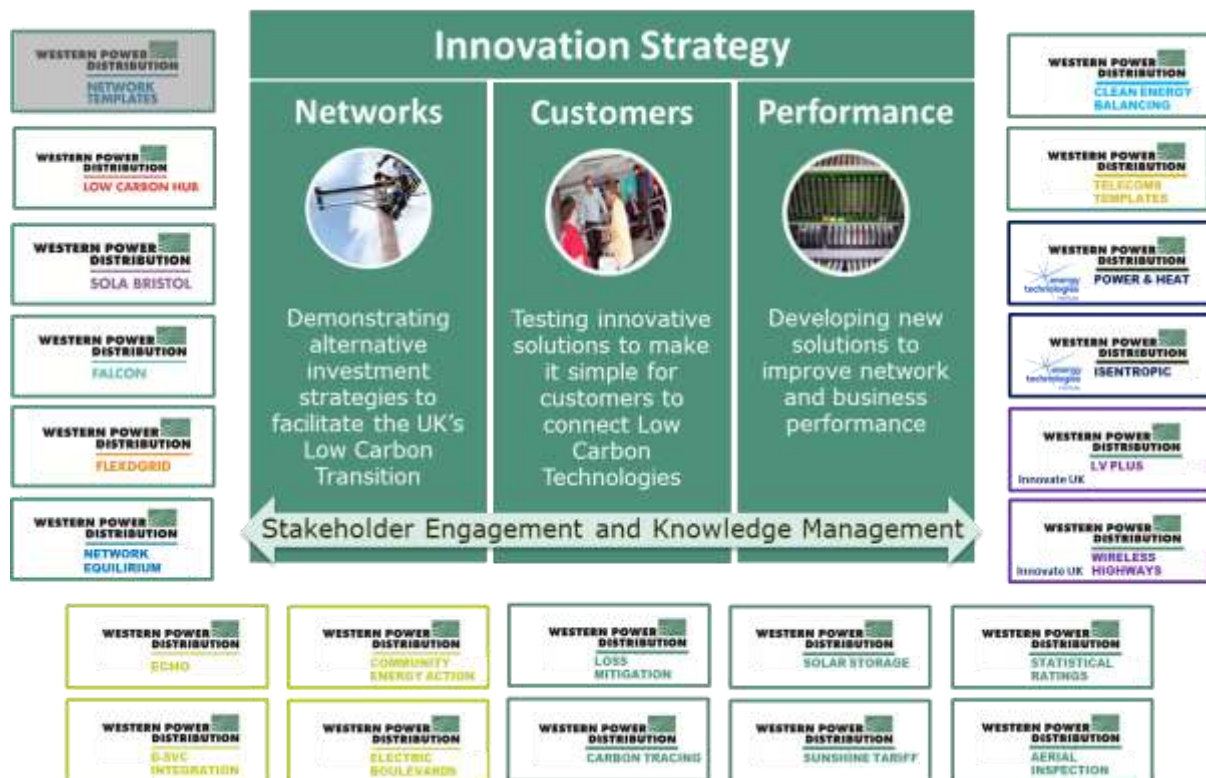 Innovation Strategy
Networks
Customers
Performance
Demonstrating
alternative
investment
strategies to
facilitate the UK's
Low Carbon
Transition
Testing innovative
solutions to make
it simple for
customers to
connect Low
Carbon
Technologies
Developing new
solutions to
improve network
and business
performance
Stakeholder Engagement and Knowledge Management
WESTERN POWER
DISTRIBUTION
NETWORK
TEMPLATES
WESTERN POWER
DISTRIBUTION
LOW CARBON HUB
WESTERN POWER
DISTRIBUTION
SOLA BRISTOL
WESTERN POWER
DISTRIBUTION
FALCON
WESTERN POWER
DISTRIBUTION
FLEXDGRID
WESTERN POWER
DISTRIBUTION
NETWORK
EQUILIRIUM
WESTERN POWER
DISTRIBUTION
CLEAN ENERGY
BALANCING
WESTERN POWER
DISTRIBUTION
TELECOMS
TEMPLATES
WESTERN POWER
DISTRIBUTION
energy
technologies
POWER & HEAT
WESTERN POWER
DISTRIBUTION
energy
technologies
ISENTROPIC
WESTERN POWER
DISTRIBUTION
LV PLUS
Innovate UK
WESTERN POWER
DISTRIBUTION
WIRELESS
Innovate UK HIGHWAYS
WESTERN POWER
DISTRIBUTION
ECHO
WESTERN POWER
DISTRIBUTION
COMMUNITY
ENERGY ACTION
WESTERN POWER
DISTRIBUTION
LOSS
MITIGATION
WESTERN POWER
DISTRIBUTION
SOLAR STORAGE
WESTERN POWER
DISTRIBUTION
STATISTICAL
RATINGS
WESTERN POWER
DISTRIBUTION
D-SVC
INTEGRATION
WESTERN POWER
DISTRIBUTION
ELECTRIC
BOULEVARDS
WESTERN POWER
DISTRIBUTION
CARBON TRACING
WESTERN POWER
DISTRIBUTION
SUNSHINE TARIFF
WESTERN POWER
DISTRIBUTION
AERIAL
INSPECTION